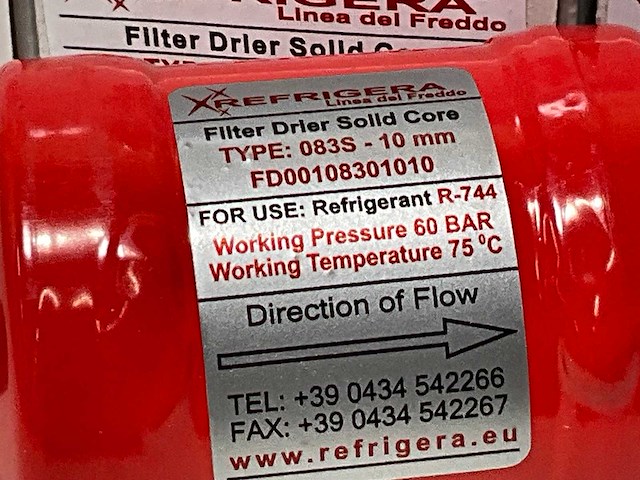 REFRIGERA
Linea del Freddo
Filter Drier Solid
REFRIGERA
Linea del Freddo
Filter Drier Solid Core
TYPE: 083S - 10 mm
FD00108301010
FOR USE: Refrigerant R-744
Working Pressure 60 BAR
Working Temperature 75 ⁰C
Direction of Flow
TEL: +39 0434 542266
FAX: +39 0434 542267
www.refrigera.eu